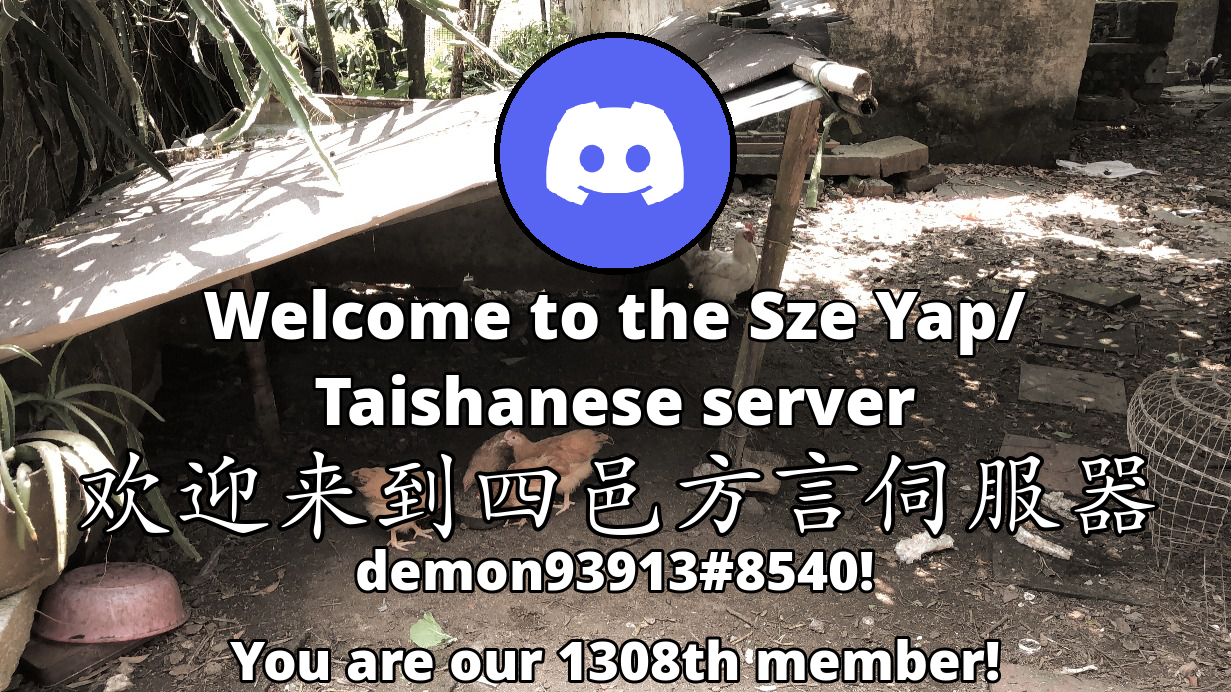 Welcome to the Sze Yap/
Taishanese server
欢迎来到四邑方言伺服器
demon93913#8540!
You are our 1308th member!